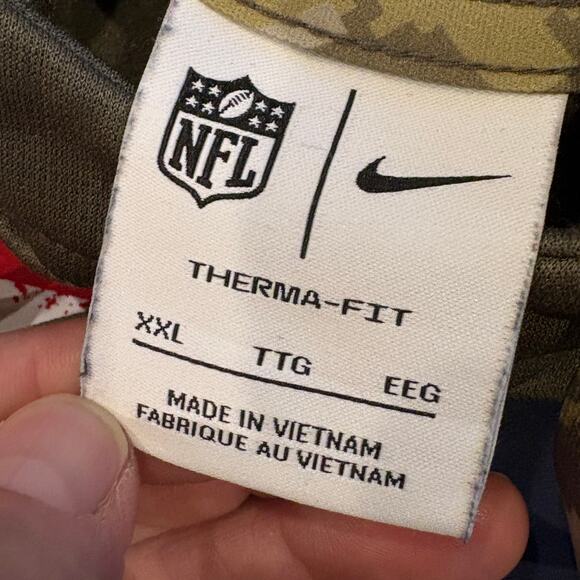 NFL
THERMA-FIT
XXL TTG EEG
MADE IN VIETNAM
FABRIQUE AU VIETNAM